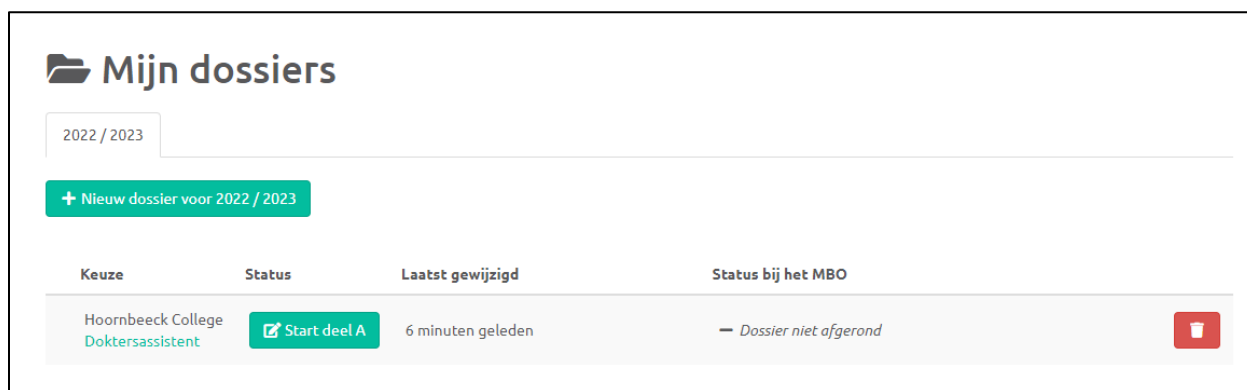 Mijn dossiers
2022 / 2023
+ Nieuw dossier voor 2022 / 2023
Keuze Status Laatst gewijzigd Status bij het MBO
Hoornbeeck College
Doktersassistent
Start deel A
6 minuten geleden
– Dossier niet afgerond